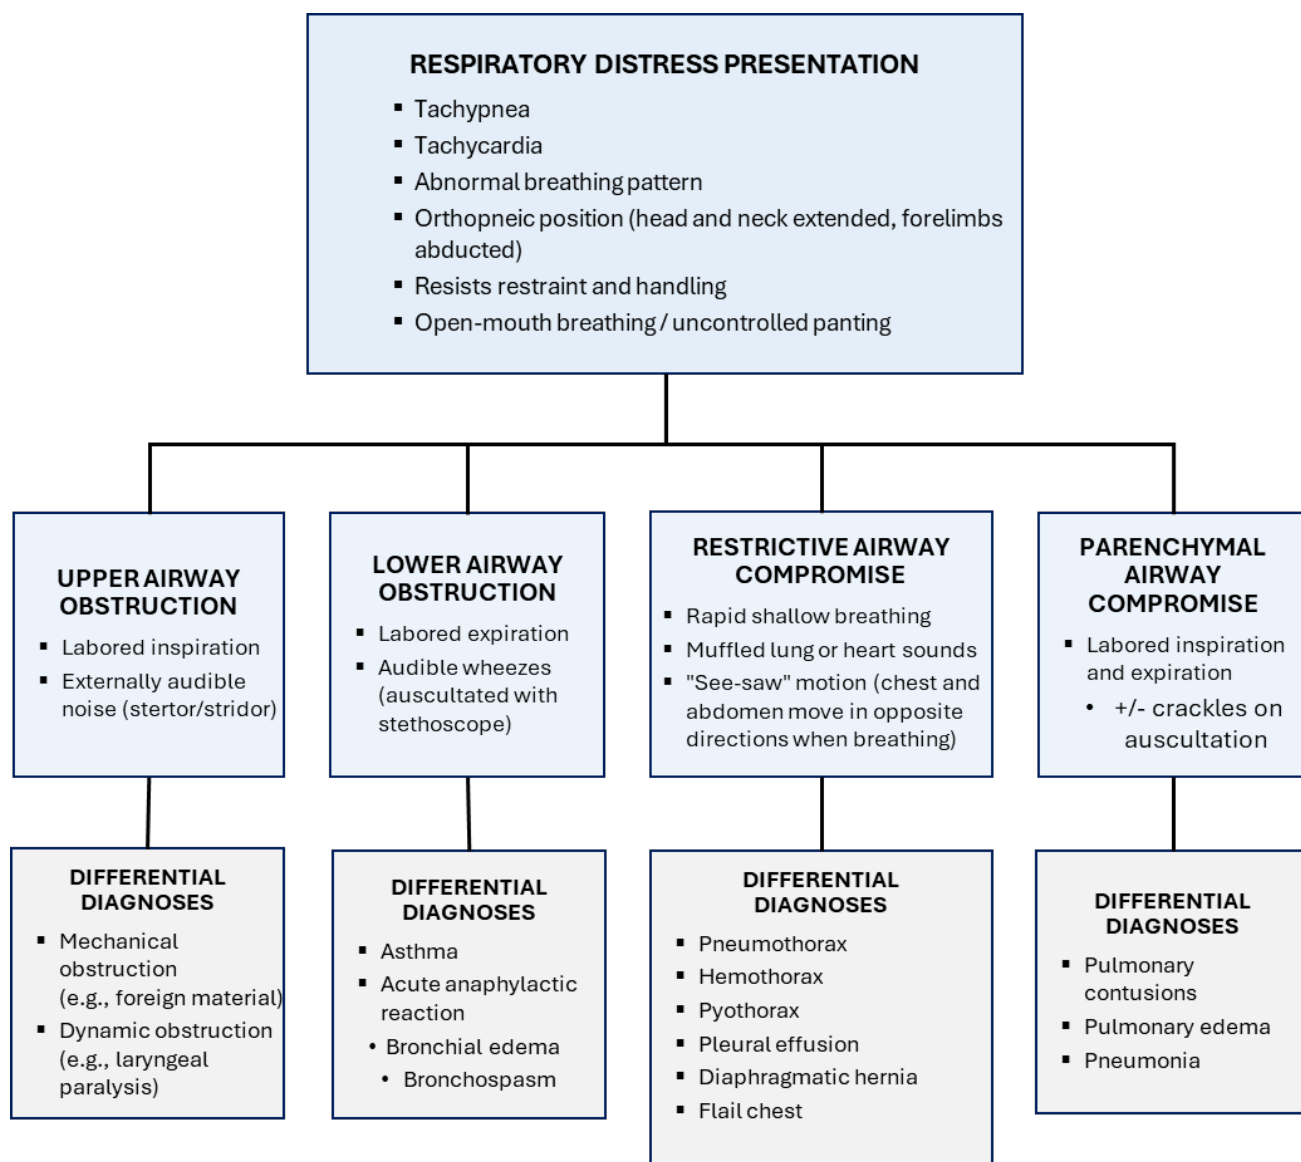 RESPIRATORY DISTRESS PRESENTATION
▪ Tachypnea
▪ Tachycardia
▪ Abnormal breathing pattern
▪ Orthopneic position (head and neck extended, forelimbs
abducted)
▪ Resists restraint and handling
▪ Open-mouth breathing / uncontrolled panting
UPPER AIRWAY
OBSTRUCTION
▪ Labored inspiration
▪ Externally audible
noise (stertor/stridor)
LOWER AIRWAY
OBSTRUCTION
▪ Labored expiration
▪ Audible wheezes
(auscultated with
stethoscope)
RESTRICTIVE AIRWAY
COMPROMISE
▪ Rapid shallow breathing
▪ Muffled lung or heart sounds
▪ "See-saw" motion (chest and
abdomen move in opposite
directions when breathing)
PARENCHYMAL
AIRWAY
COMPROMISE
▪ Labored inspiration
and expiration
• +/- crackles on
auscultation
DIFFERENTIAL
DIAGNOSES
▪ Mechanical
obstruction
(e.g., foreign material)
▪ Dynamic obstruction
(e.g., laryngeal
paralysis)
DIFFERENTIAL
DIAGNOSES
▪ Asthma
▪ Acute anaphylactic
reaction
• Bronchial edema
• Bronchospasm
DIFFERENTIAL
DIAGNOSES
▪ Pneumothorax
▪ Hemothorax
▪ Pyothorax
▪ Pleural effusion
▪ Diaphragmatic hernia
▪ Flail chest
DIFFERENTIAL
DIAGNOSES
▪ Pulmonary
contusions
▪ Pulmonary edema
▪ Pneumonia